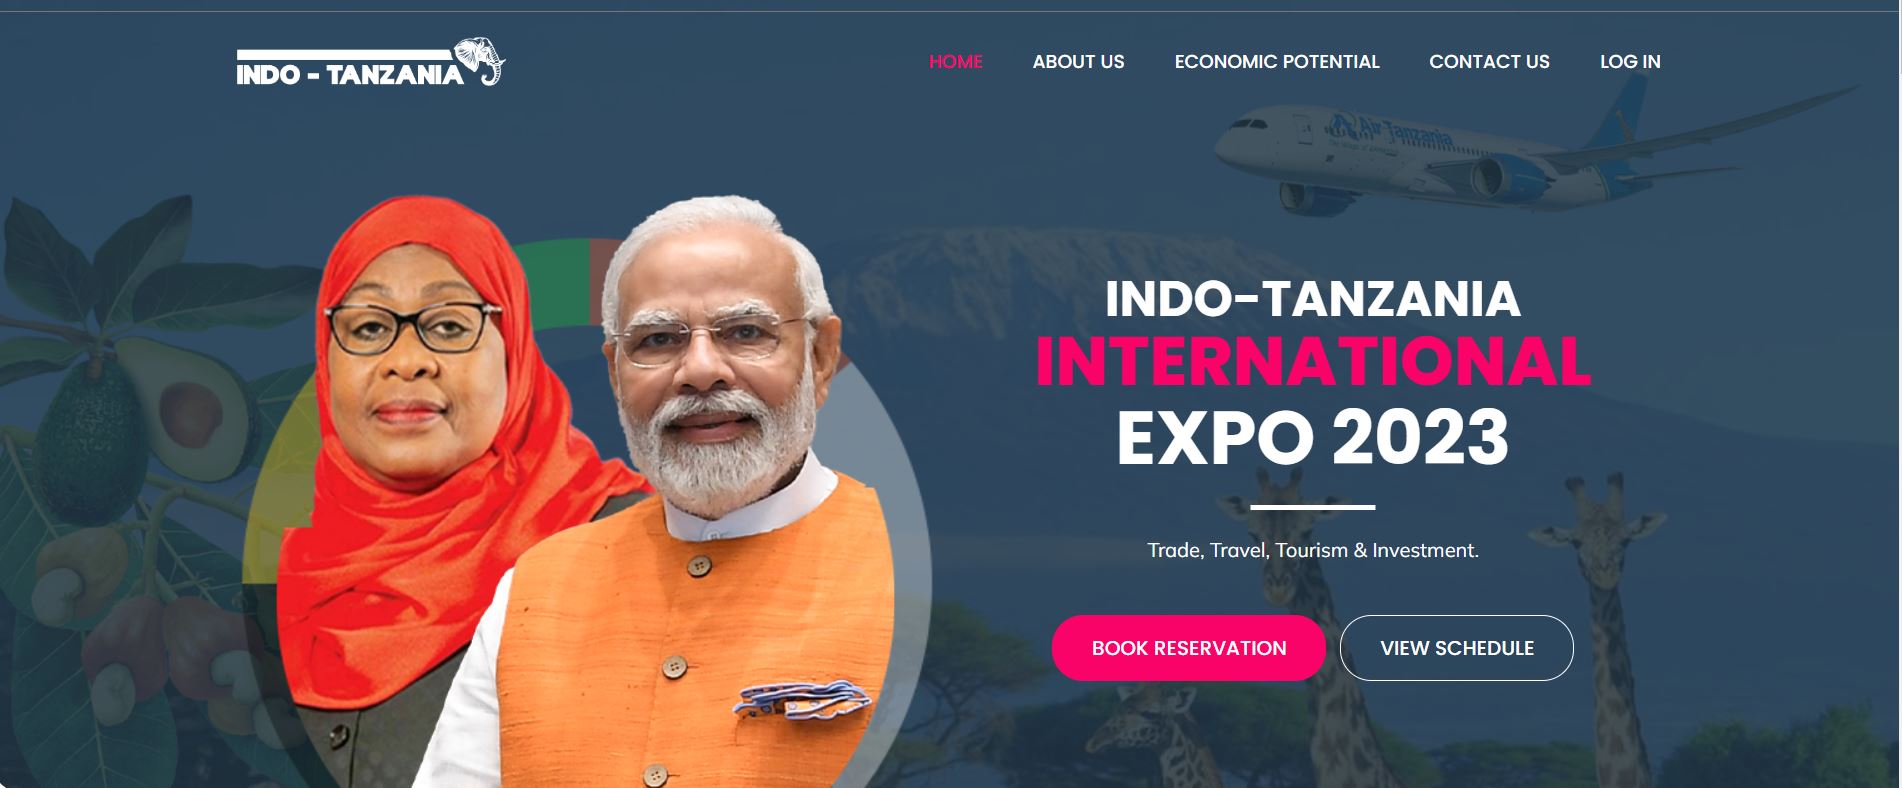 INDO - TANZANIA
HOME
ABOUT US
ECONOMIC POTENTIAL
CONTACT US
LOG IN
Air Tanzania
INDO-TANZANIA
INTERNATIONAL
EXPO 2023
Trade, Travel, Tourism & Investment.
BOOK RESERVATION
VIEW SCHEDULE